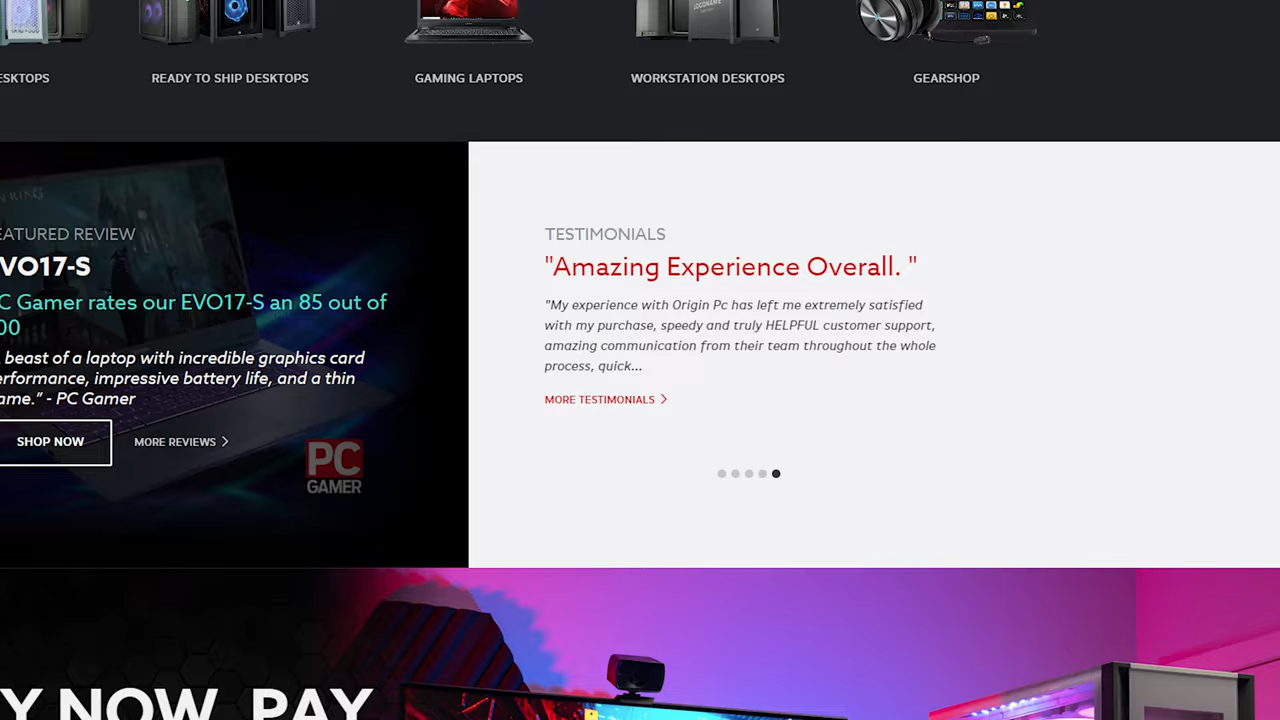 ESKTOPS
READY TO SHIP DESKTOPS
GAMING LAPTOPS
WORKSTATION DESKTOPS
GEARSHOP
EATURED REVIEW
VO17-S
C Gamer rates our EVO17-S an 85 out of
00
beast of a laptop with incredible graphics card
erformance, impressive battery life, and a thin
ame.” - PC Gamer
SHOP NOW
MORE REVIEWS
PC
GAMER
TESTIMONIALS
"Amazing Experience Overall. "
"My experience with Origin Pc has left me extremely satisfied
with my purchase, speedy and truly HELPFUL customer support,
amazing communication from their team throughout the whole
process, quick...
MORE TESTIMONIALS
Y NOW, PAY